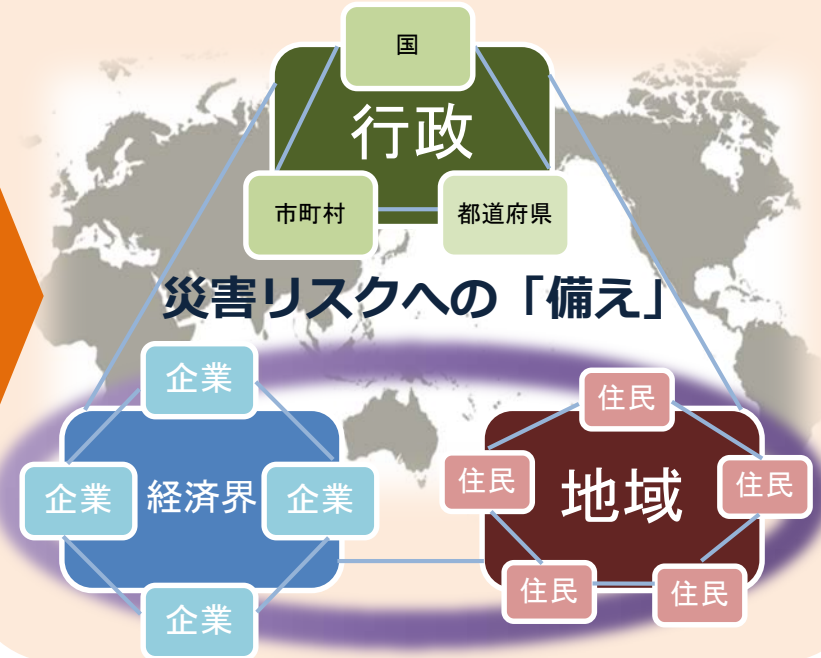 国
行政
市町村
都道府県
災害リスクへの「備え」
企業
企業
経済界
企業
企業
住民
住民
地域
住民
住民
住民